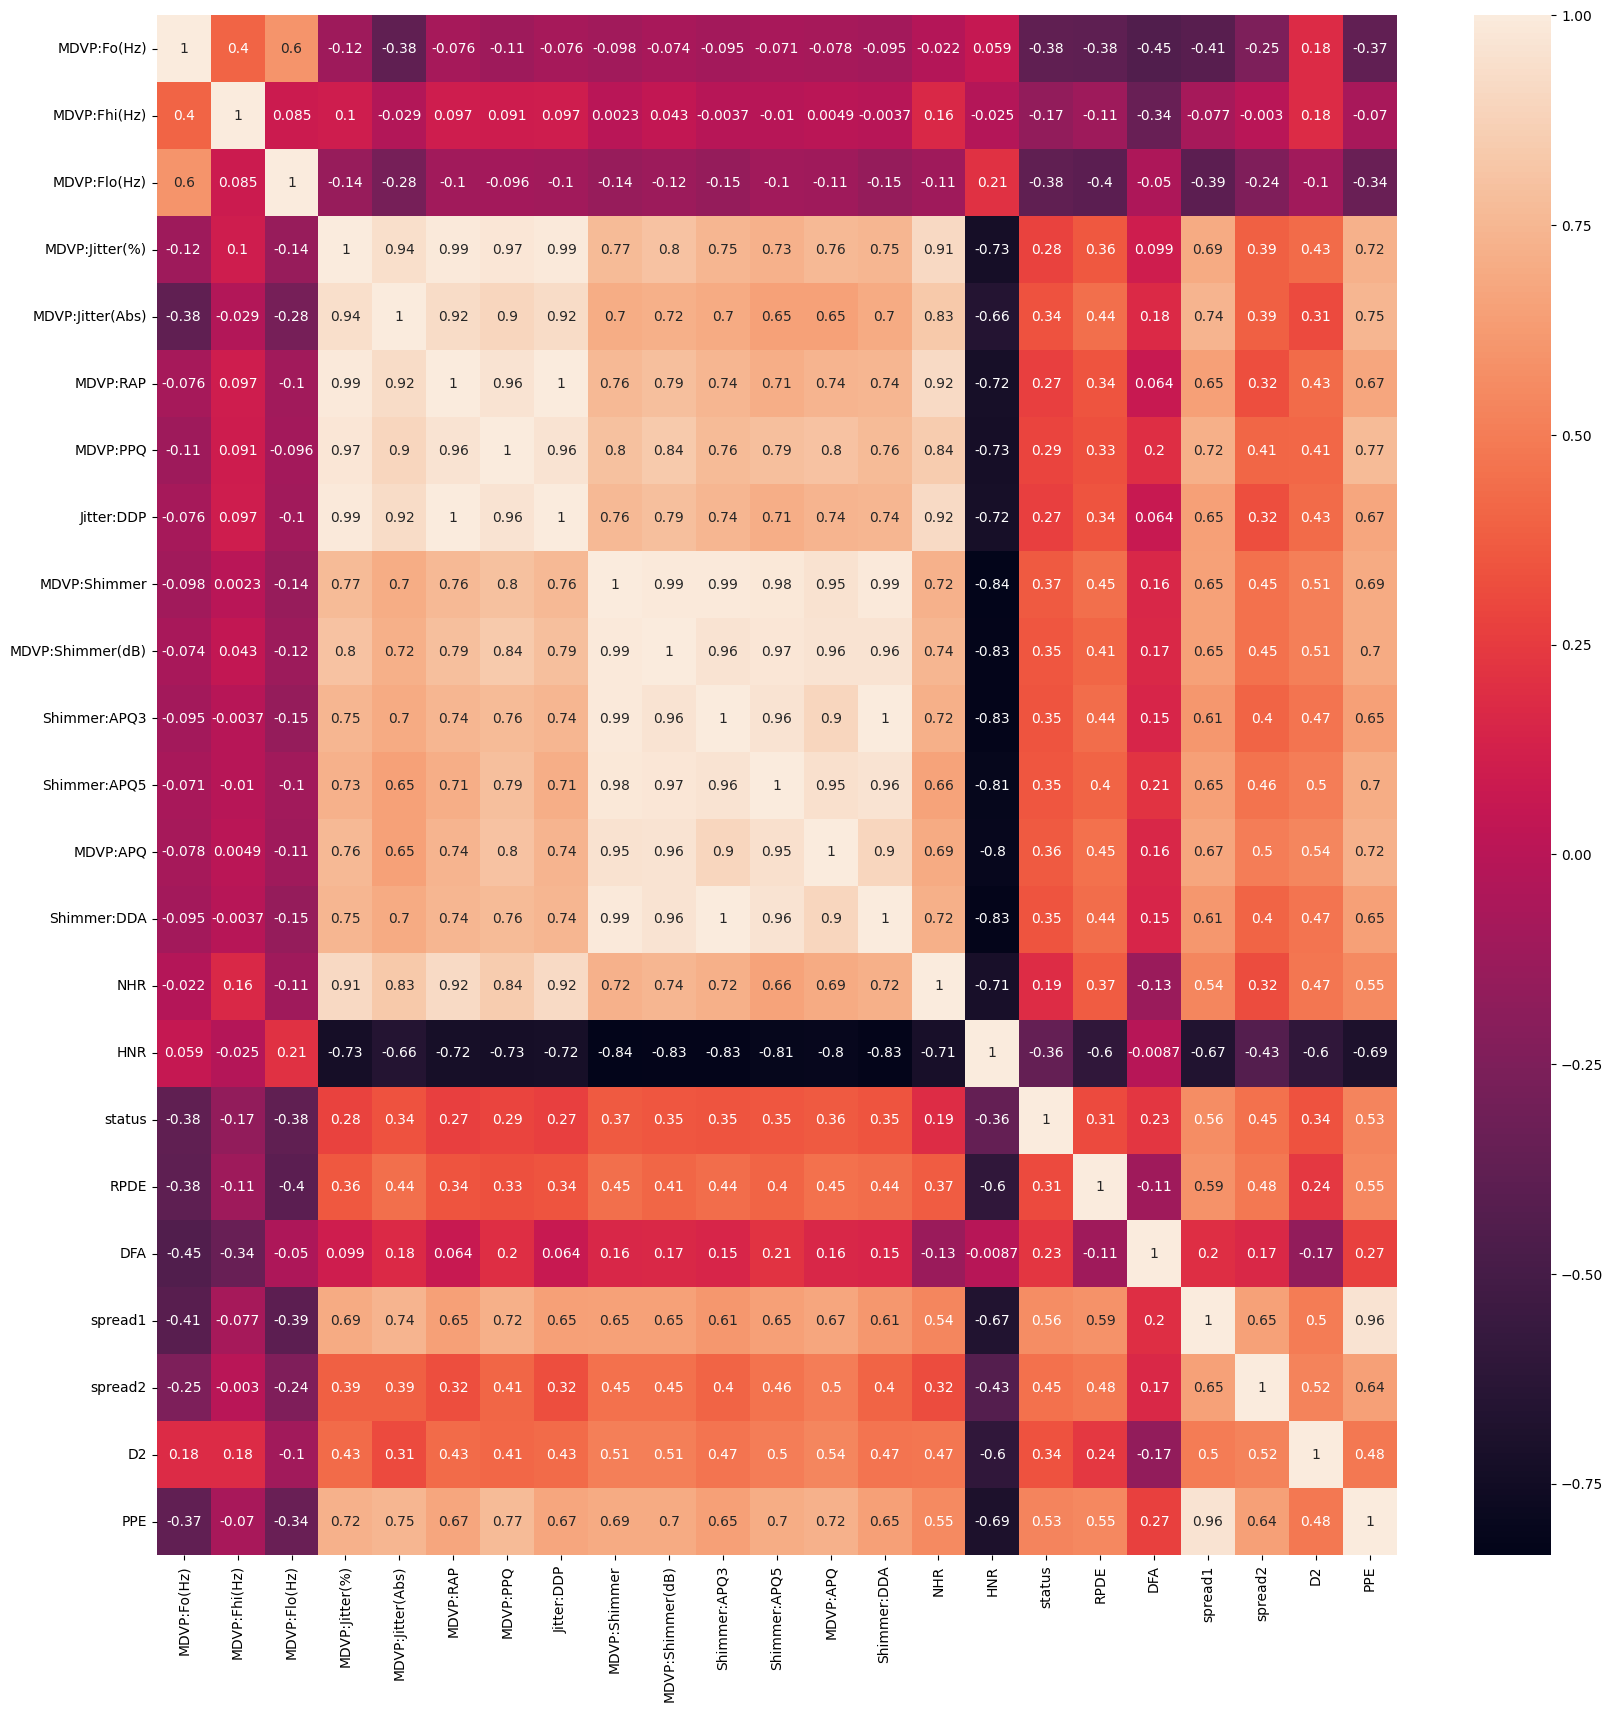 MDVP:Fo(Hz) 1 0.4 0.6 -0.12 -0.38 -0.076 -0.11 -0.076 -0.098 -0.074 -0.095 -0.071 -0.078 -0.095 -0.022 0.059 -0.38 -0.38 -0.45 -0.41 -0.25 0.18 -0.37
MDVP:Fhi(Hz) 0.4 1 0.085 0.1 -0.029 0.097 0.091 0.097 0.0023 0.043 -0.0037 -0.01 0.0049 -0.0037 0.16 -0.025 -0.17 -0.11 -0.34 -0.077 -0.003 0.18 -0.07
MDVP:Flo(Hz) 0.6 0.085 1 -0.14 -0.28 -0.1 -0.096 -0.1 -0.14 -0.12 -0.15 -0.1 -0.11 -0.15 -0.11 0.21 -0.38 -0.4 -0.05 -0.39 -0.24 -0.1 -0.34
MDVP:Jitter(%) -0.12 0.1 -0.14 1 0.94 0.99 0.97 0.99 0.77 0.8 0.75 0.73 0.76 0.75 0.91 -0.73 0.28 0.36 0.099 0.69 0.39 0.43 0.72
MDVP:Jitter(Abs) -0.38 -0.029 -0.28 0.94 1 0.92 0.9 0.92 0.7 0.72 0.7 0.65 0.65 0.7 0.83 -0.66 0.34 0.44 0.18 0.74 0.39 0.31 0.75
MDVP:RAP -0.076 0.097 -0.1 0.99 0.92 1 0.96 1 0.76 0.79 0.74 0.71 0.74 0.74 0.92 -0.72 0.27 0.34 0.064 0.65 0.32 0.43 0.67
MDVP:PPQ -0.11 0.091 -0.096 0.97 0.9 0.96 1 0.96 0.8 0.84 0.76 0.79 0.8 0.76 0.84 -0.73 0.29 0.33 0.2 0.72 0.41 0.41 0.77
Jitter:DDP -0.076 0.097 -0.1 0.99 0.92 1 0.96 1 0.76 0.79 0.74 0.71 0.74 0.74 0.92 -0.72 0.27 0.34 0.064 0.65 0.32 0.43 0.67
MDVP:Shimmer -0.098 0.0023 -0.14 0.77 0.7 0.76 0.8 0.76 1 0.99 0.99 0.98 0.95 0.99 0.72 -0.84 0.37 0.45 0.16 0.65 0.45 0.51 0.69
MDVP:Shimmer(dB) -0.074 0.043 -0.12 0.8 0.72 0.79 0.84 0.79 0.99 1 0.96 0.97 0.96 0.96 0.74 -0.83 0.35 0.41 0.17 0.65 0.45 0.51 0.7
Shimmer:APQ3 -0.095 -0.0037 -0.15 0.75 0.7 0.74 0.76 0.74 0.99 0.96 1 0.96 0.9 1 0.72 -0.83 0.35 0.44 0.15 0.61 0.4 0.47 0.65
Shimmer:APQ5 -0.071 -0.01 -0.1 0.73 0.65 0.71 0.79 0.71 0.98 0.97 0.96 1 0.95 0.96 0.66 -0.81 0.35 0.4 0.21 0.65 0.46 0.5 0.7
MDVP:APQ -0.078 0.0049 -0.11 0.76 0.65 0.74 0.8 0.74 0.95 0.96 0.9 0.95 1 0.9 0.69 -0.8 0.36 0.45 0.16 0.67 0.5 0.54 0.72
Shimmer:DDA -0.095 -0.0037 -0.15 0.75 0.7 0.74 0.76 0.74 0.99 0.96 1 0.96 0.9 1 0.72 -0.83 0.35 0.44 0.15 0.61 0.4 0.47 0.65
NHR -0.022 0.16 -0.11 0.91 0.83 0.92 0.84 0.92 0.72 0.74 0.72 0.66 0.69 0.72 1 -0.71 0.19 0.37 -0.13 0.54 0.32 0.47 0.55
HNR 0.059 -0.025 0.21 -0.73 -0.66 -0.72 -0.73 -0.72 -0.84 -0.83 -0.83 -0.81 -0.8 -0.83 -0.71 1 -0.36 -0.6 -0.0087 -0.67 -0.43 -0.6 -0.69
status -0.38 -0.17 -0.38 0.28 0.34 0.27 0.29 0.27 0.37 0.35 0.35 0.35 0.36 0.35 0.19 -0.36 1 0.31 0.23 0.56 0.45 0.34 0.53
RPDE -0.38 -0.11 -0.4 0.36 0.44 0.34 0.33 0.34 0.45 0.41 0.44 0.4 0.45 0.44 0.37 -0.6 0.31 1 -0.11 0.59 0.48 0.24 0.55
DFA -0.45 -0.34 -0.05 0.099 0.18 0.064 0.2 0.064 0.16 0.17 0.15 0.21 0.16 0.15 -0.13 -0.0087 0.23 -0.11 1 0.2 0.17 -0.17 0.27
spread1 -0.41 -0.077 -0.39 0.69 0.74 0.65 0.72 0.65 0.65 0.65 0.61 0.65 0.67 0.61 0.54 -0.67 0.56 0.59 0.2 1 0.65 0.5 0.96
spread2 -0.25 -0.003 -0.24 0.39 0.39 0.32 0.41 0.32 0.45 0.45 0.4 0.46 0.5 0.4 0.32 -0.43 0.45 0.48 0.17 0.65 1 0.52 0.64
D2 0.18 0.18 -0.1 0.43 0.31 0.43 0.41 0.43 0.51 0.51 0.47 0.5 0.54 0.47 0.47 -0.6 0.34 0.24 -0.17 0.5 0.52 1 0.48
PPE -0.37 -0.07 -0.34 0.72 0.75 0.67 0.77 0.67 0.69 0.7 0.65 0.7 0.72 0.65 0.55 -0.69 0.53 0.55 0.27 0.96 0.64 0.48 1
MDVP:Fo(Hz) MDVP:Fhi(Hz) MDVP:Flo(Hz) MDVP:Jitter(%) MDVP:Jitter(Abs) MDVP:RAP MDVP:PPQ Jitter:DDP MDVP:Shimmer MDVP:Shimmer(dB) Shimmer:APQ3 Shimmer:APQ5 MDVP:APQ Shimmer:DDA NHR HNR status RPDE DFA spread1 spread2 D2 PPE
1.00
0.75
0.50
0.25
0.00
−0.25
−0.50
−0.75